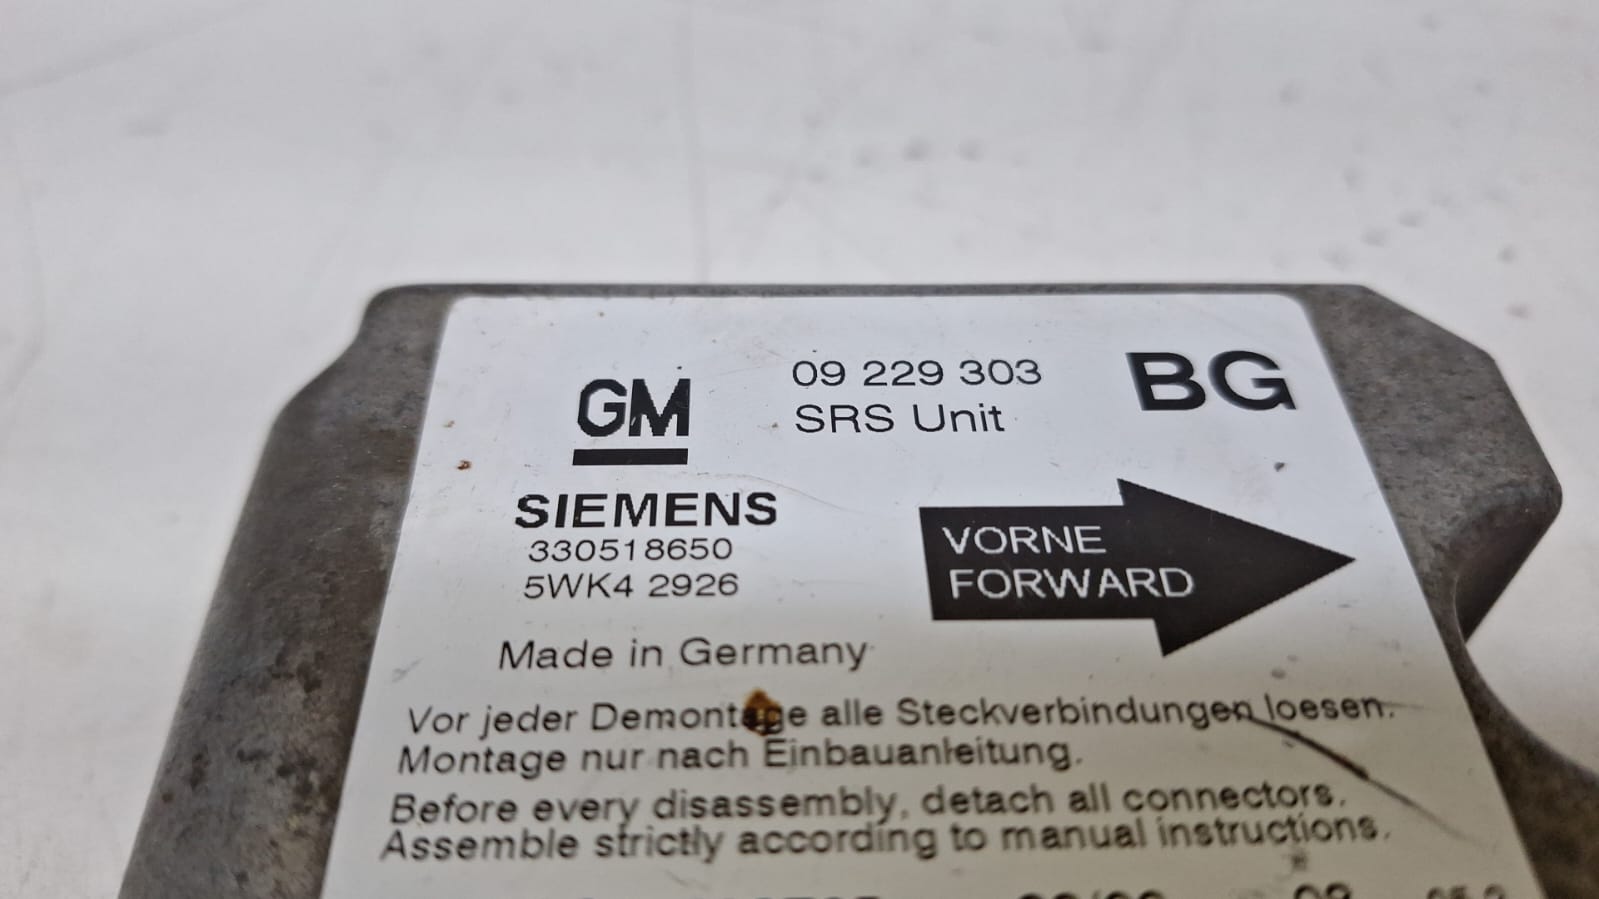 GM
09 229 303
SRS Unit
BG
SIEMENS
330518650
5WK4 2926
VORNE
FORWARD
Made in Germany
Vor jeder Demontage alle Steckverbindungen loesen.
Montage nur nach Einbauanleitung.
Before every disassembly, detach all connectors.
Assemble strictly according to manual instructions.